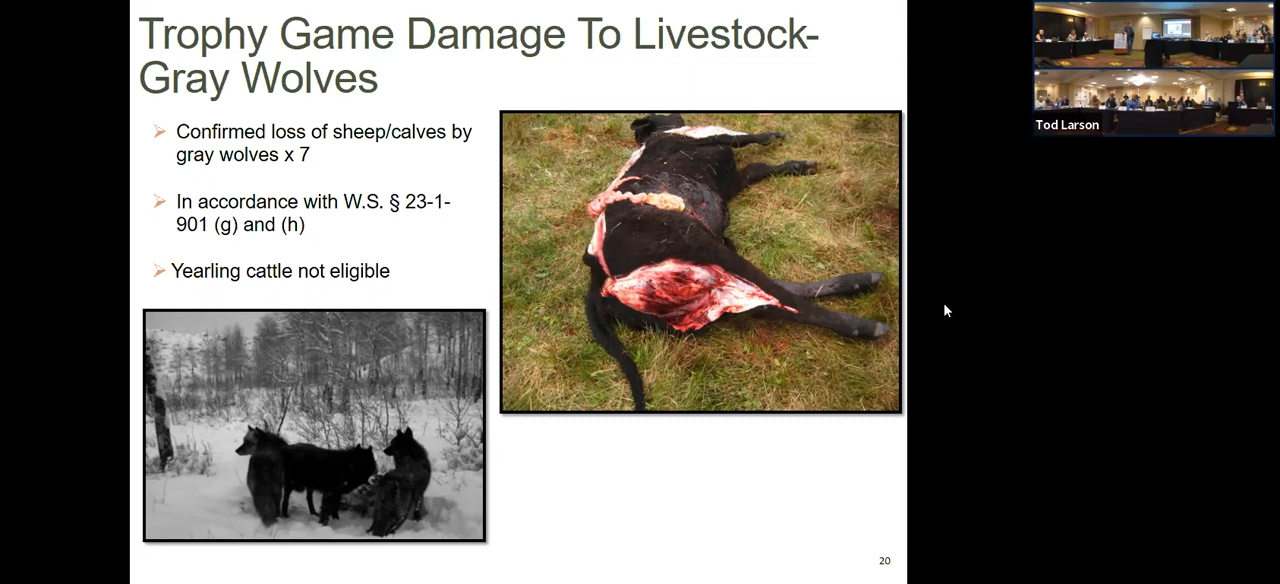 Trophy Game Damage To Livestock-
Gray Wolves
Confirmed loss of sheep/calves by
gray wolves x 7
In accordance with W.S. § 23-1-
901 (g) and (h)
Yearling cattle not eligible
20
Tod Larson